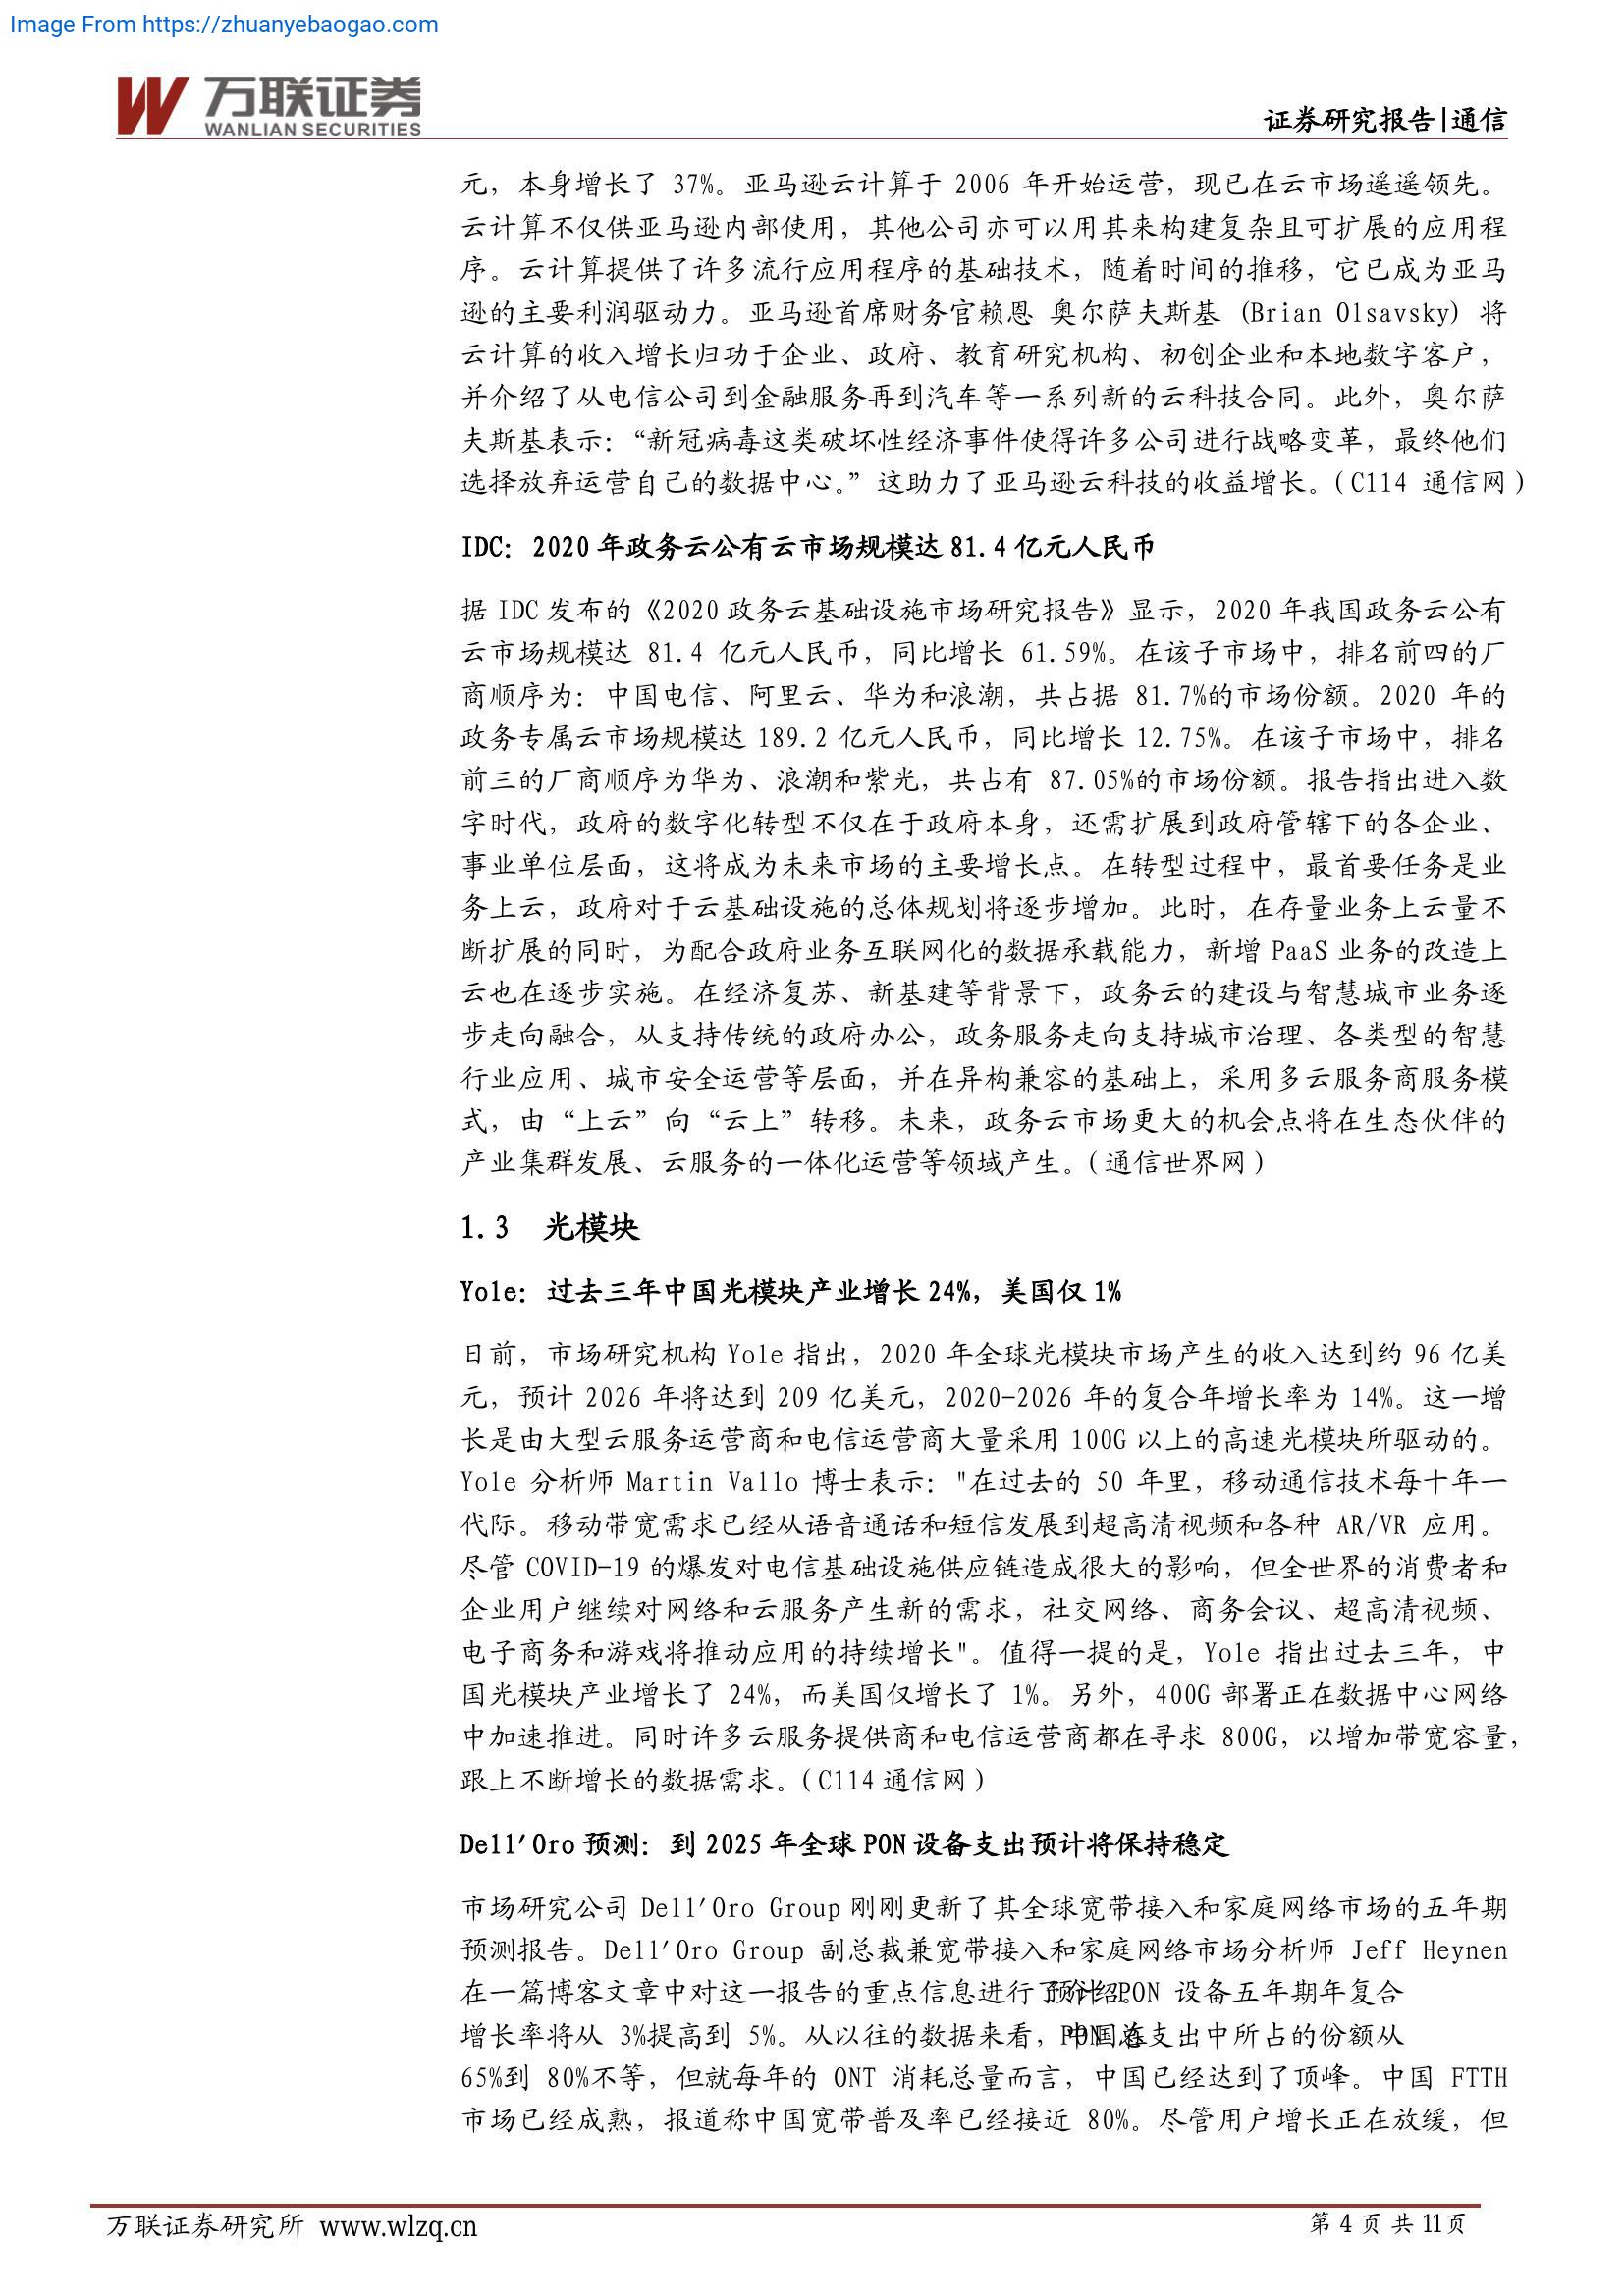 Image From https://zhuanyebaogao.com
万联证券
WANLIAN SECURITIES
证券研究报告|通信
元，本身增长了 37%。亚马逊云计算于 2006 年开始运营，现已在云市场遥遥领先。
云计算不仅供亚马逊内部使用，其他公司亦可以用其来构建复杂且可扩展的应用程
序。云计算提供了许多流行应用程序的基础技术，随着时间的推移，它已成为亚马
逊的主要利润驱动力。亚马逊首席财务官赖恩 奥尔萨夫斯基 (Brian Olsavsky) 将
云计算的收入增长归功于企业、政府、教育研究机构、初创企业和本地数字客户，
并介绍了从电信公司到金融服务再到汽车等一系列新的云科技合同。此外，奥尔萨
夫斯基表示：“新冠病毒这类破坏性经济事件使得许多公司进行战略变革，最终他们
选择放弃运营自己的数据中心。”这助力了亚马逊云科技的收益增长。（C114 通信网）
IDC：2020 年政务云公有云市场规模达 81.4 亿元人民币
据 IDC 发布的《2020 政务云基础设施市场研究报告》显示，2020 年我国政务云公有
云市场规模达 81.4 亿元人民币，同比增长 61.59%。在该子市场中，排名前四的厂
商顺序为：中国电信、阿里云、华为和浪潮，共占据 81.7%的市场份额。2020 年的
政务专属云市场规模达 189.2 亿元人民币，同比增长 12.75%。在该子市场中，排名
前三的厂商顺序为华为、浪潮和紫光，共占有 87.05%的市场份额。报告指出进入数
字时代，政府的数字化转型不仅在于政府本身，还需扩展到政府管辖下的各企业、
事业单位层面，这将成为未来市场的主要增长点。在转型过程中，最首要任务是业
务上云，政府对于云基础设施的总体规划将逐步增加。此时，在存量业务上云量不
断扩展的同时，为配合政府业务互联网化的数据承载能力，新增 PaaS 业务的改造上
云也在逐步实施。在经济复苏、新基建等背景下，政务云的建设与智慧城市业务逐
步走向融合，从支持传统的政府办公，政务服务走向支持城市治理、各类型的智慧
行业应用、城市安全运营等层面，并在异构兼容的基础上，采用多云服务商服务模
式，由“上云”向“云上”转移。未来，政务云市场更大的机会点将在生态伙伴的
产业集群发展、云服务的一体化运营等领域产生。（通信世界网）
1.3 光模块
Yole：过去三年中国光模块产业增长 24%，美国仅 1%
日前，市场研究机构 Yole 指出，2020 年全球光模块市场产生的收入达到约 96 亿美
元，预计 2026 年将达到 209 亿美元，2020-2026 年的复合年增长率为 14%。这一增
长是由大型云服务运营商和电信运营商大量采用 100G 以上的高速光模块所驱动的。
Yole 分析师 Martin Vallo 博士表示："在过去的 50 年里，移动通信技术每十年一
代际。移动带宽需求已经从语音通话和短信发展到超高清视频和各种 AR/VR 应用。
尽管 COVID-19 的爆发对电信基础设施供应链造成很大的影响，但全世界的消费者和
企业用户继续对网络和云服务产生新的需求，社交网络、商务会议、超高清视频、
电子商务和游戏将推动应用的持续增长"。值得一提的是，Yole 指出过去三年，中
国光模块产业增长了 24%，而美国仅增长了 1%。另外，400G 部署正在数据中心网络
中加速推进。同时许多云服务提供商和电信运营商都在寻求 800G，以增加带宽容量，
跟上不断增长的数据需求。（C114 通信网）
Dell'Oro 预测：到 2025 年全球 PON 设备支出预计将保持稳定
市场研究公司 Dell'Oro Group 刚刚更新了其全球宽带接入和家庭网络市场的五年期
预测报告。Dell'Oro Group 副总裁兼宽带接入和家庭网络市场分析师 Jeff Heynen
在一篇博客文章中对这一报告的重点信息进行了介绍。预计 PON 设备五年期年复合
增长率将从 3%提高到 5%。从以往的数据来看，中国在 PON 总支出中所占的份额从
65%到 80%不等，但就每年的 ONT 消耗总量而言，中国已经达到了顶峰。中国 FTTH
市场已经成熟，报道称中国宽带普及率已经接近 80%。尽管用户增长正在放缓，但
万联证券研究所 www.wlzq.cn
第 4 页 共 11 页